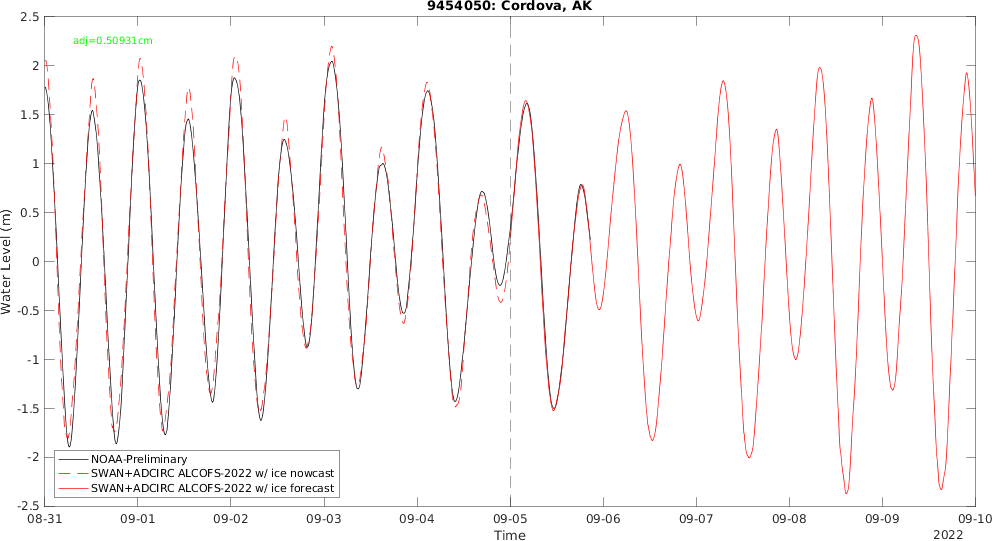 9454050: Cordova, AK
adj=0.50931cm
Water Level (m)
2.5
2
1.5
1
0.5
0
-0.5
-1
-1.5
-2
-2.5
NOAA-Preliminary
SWAN+ADCIRC ALCOFS-2022 w/ ice nowcast
SWAN+ADCIRC ALCOFS-2022 w/ ice forecast
08-31 09-01 09-02 09-03 09-04 09-05 09-06 09-07 09-08 09-09 09-10
Time
2022